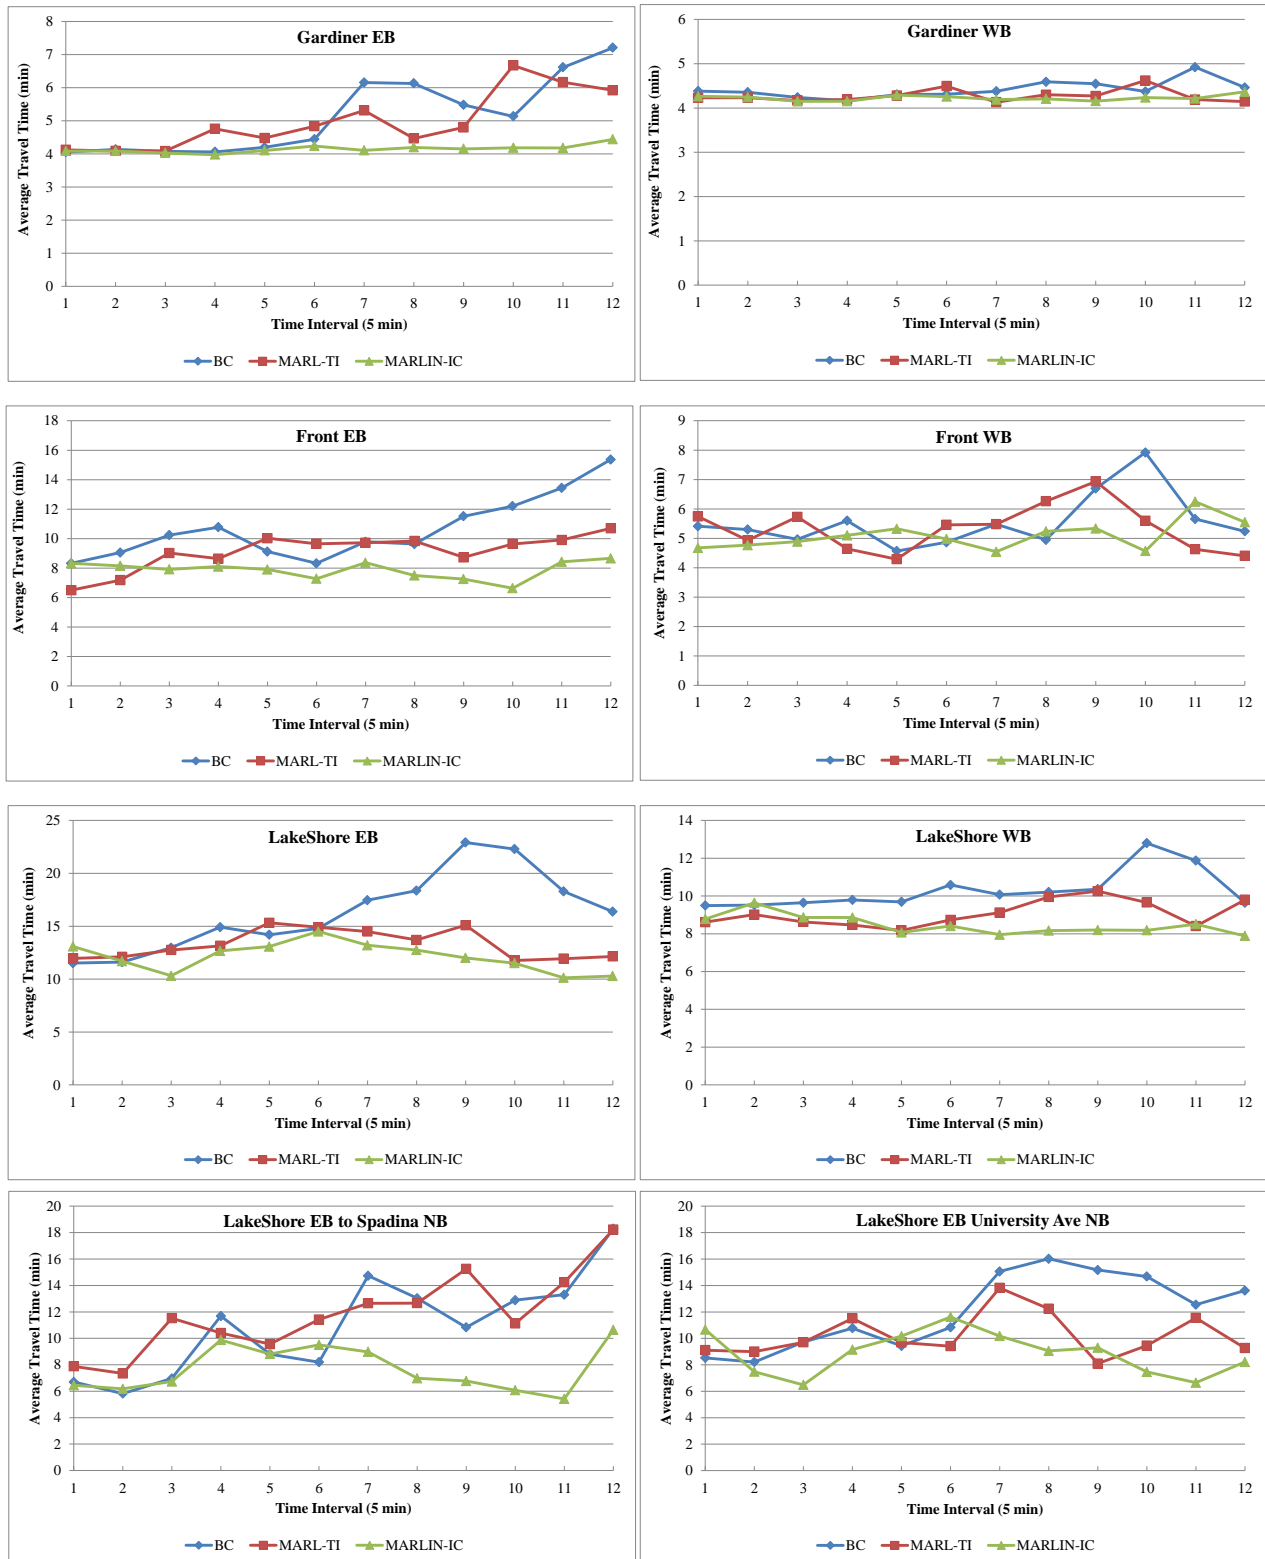 Gardiner EB
Average Travel Time (min)
8
7
6
5
4
3
2
1
0
1 2 3 4 5 6 7 8 9 10 11 12
Time Interval (5 min)
BC MARL-TI MARLIN-IC
Gardiner WB
Average Travel Time (min)
6
5
4
3
2
1
0
1 2 3 4 5 6 7 8 9 10 11 12
Time Interval (5 min)
BC MARL-TI MARLIN-IC
Front EB
Average Travel Time (min)
18
16
14
12
10
8
6
4
2
0
1 2 3 4 5 6 7 8 9 10 11 12
Time Interval (5 min)
BC MARL-TI MARLIN-IC
Front WB
Average Travel Time (min)
9
8
7
6
5
4
3
2
1
0
1 2 3 4 5 6 7 8 9 10 11 12
Time Interval (5 min)
BC MARL-TI MARLIN-IC
LakeShore EB
Average Travel Time (min)
25
20
15
10
5
0
1 2 3 4 5 6 7 8 9 10 11 12
Time Interval (5 min)
BC MARL-TI MARLIN-IC
LakeShore WB
Average Travel Time (min)
14
12
10
8
6
4
2
0
1 2 3 4 5 6 7 8 9 10 11 12
Time Interval (5 min)
BC MARL-TI MARLIN-IC
LakeShore EB to Spadina NB
Average Travel Time (min)
20
18
16
14
12
10
8
6
4
2
0
1 2 3 4 5 6 7 8 9 10 11 12
Time Interval (5 min)
BC MARL-TI MARLIN-IC
LakeShore EB University Ave NB
Average Travel Time (min)
20
18
16
14
12
10
8
6
4
2
0
1 2 3 4 5 6 7 8 9 10 11 12
Time Interval (5 min)
BC MARL-TI MARLIN-IC